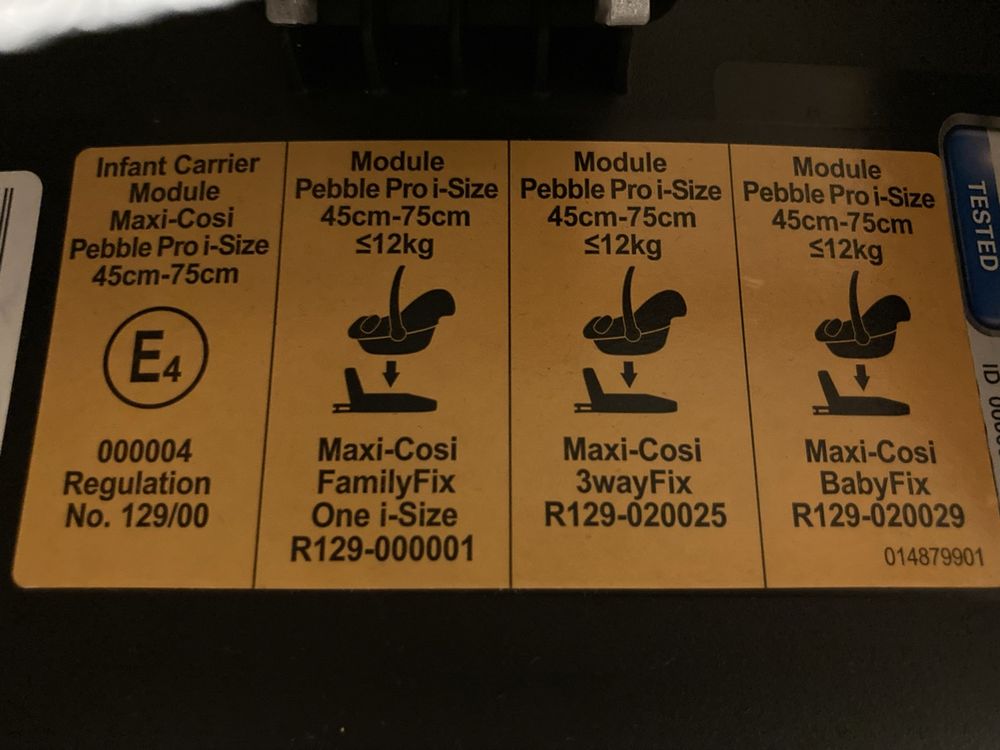 Infant Carrier
Module
Maxi-Cosi
Pebble Pro i-Size
45cm-75cm
E4
000004
Regulation
No. 129/00
Module
Pebble Pro i-Size
45cm-75cm
≤12kg
Maxi-Cosi
FamilyFix
One i-Size
R129-000001
Module
Pebble Pro i-Size
45cm-75cm
≤12kg
Maxi-Cosi
3wayFix
R129-020025
Module
Pebble Pro i-Size
45cm-75cm
≤12kg
Maxi-Cosi
BabyFix
R129-020029
014879901
TESTED
ID